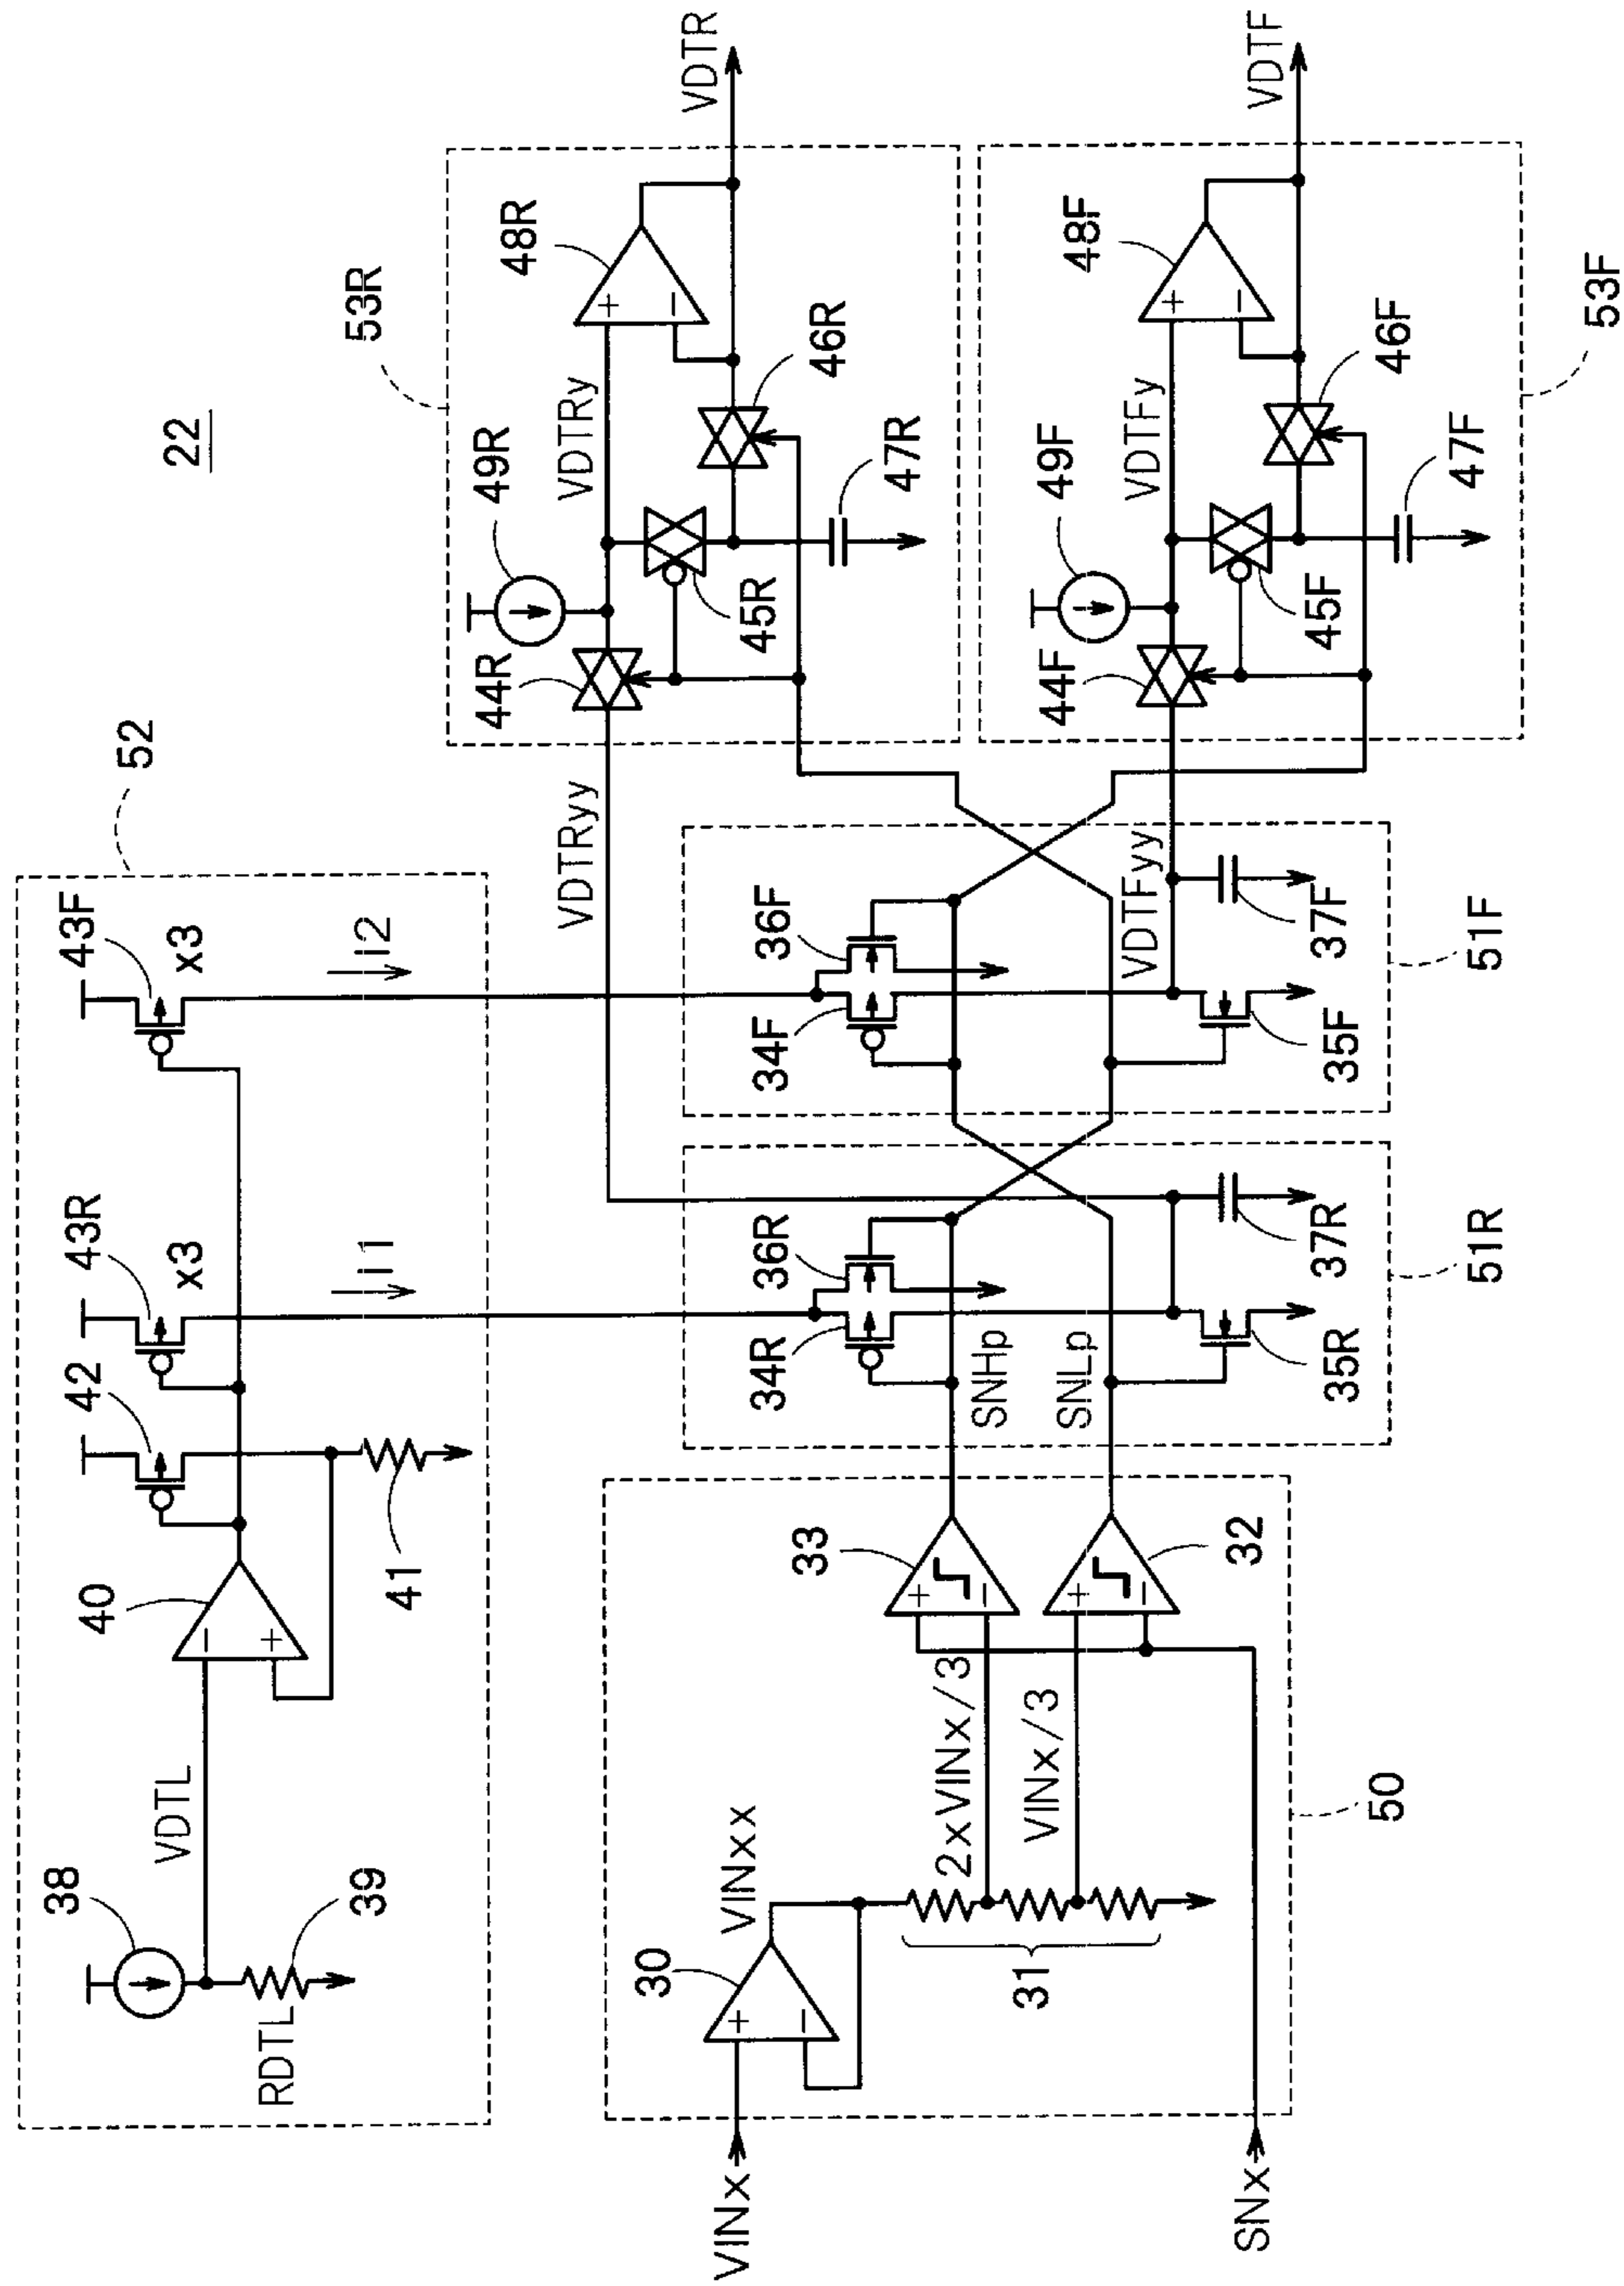 22
52
38
VDTL
RDTL
39
40
41
42
43R
x3
i1
43F
x3
i2
VINx
30
VINxx
31
2xVINx/3
VINx/3
33
32
SNx
50
SNHp
SNLp
34R
36R
35R
37R
51R
34F
36F
35F
37F
51F
VDTRyy
VDTFyy
53R
44R
49R
45R
VDTRy
46R
47R
48R
+
−
VDTR
53F
44F
49F
45F
VDTFy
46F
47F
48F
+
−
VDTF
−
+
+
−
+
−
+
−